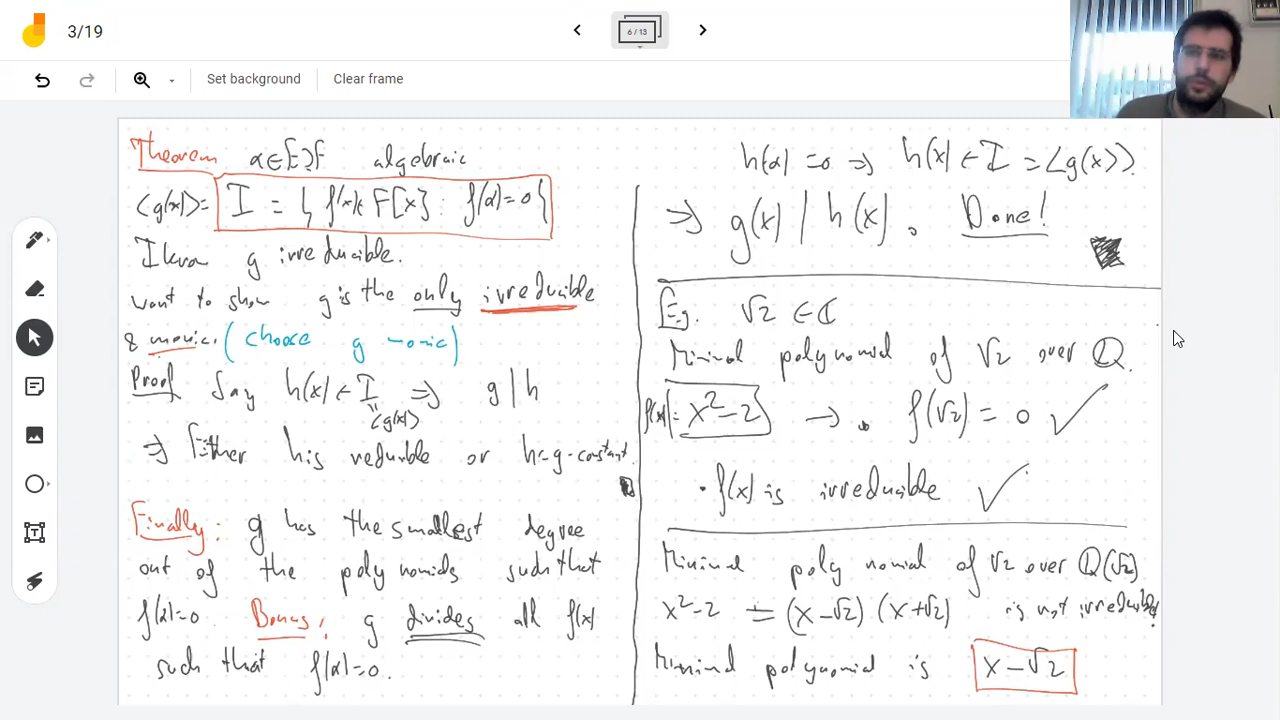 3/19
6 / 13
Set background
Clear frame
Theorem α∈E⊇F algebraic
⟨g(x)⟩= I = { f(x)∈ F[x] : f(α)=0 }
I know g irreducible.
want to show g is the only irreducible
& monic. (choose g monic)
Proof Say h(x) ∈ I ⇒ g | h
= ⟨g(x)⟩
⇒ Either h is reducible or h=g·constant
Finally: g has the smallest degree
out of the polynomials such that
f(α)=0. Bonus: g divides all f(x)
such that f(α)=0.
h(α)=0 ⇒ h(x) ∈ I = ⟨g(x)⟩.
⇒ g(x) | h(x). Done!
E.g. √2 ∈ ℂ
Minimal polynomial of √2 over ℚ.
f(x)= x²-2 → · f(√2) = 0 ✓
· f(x) is irreducible ✓
Minimal polynomial of √2 over ℚ(√2)
x²-2 = (x-√2) (x+√2) is not irreducible!
Minimal polynomial is x-√2